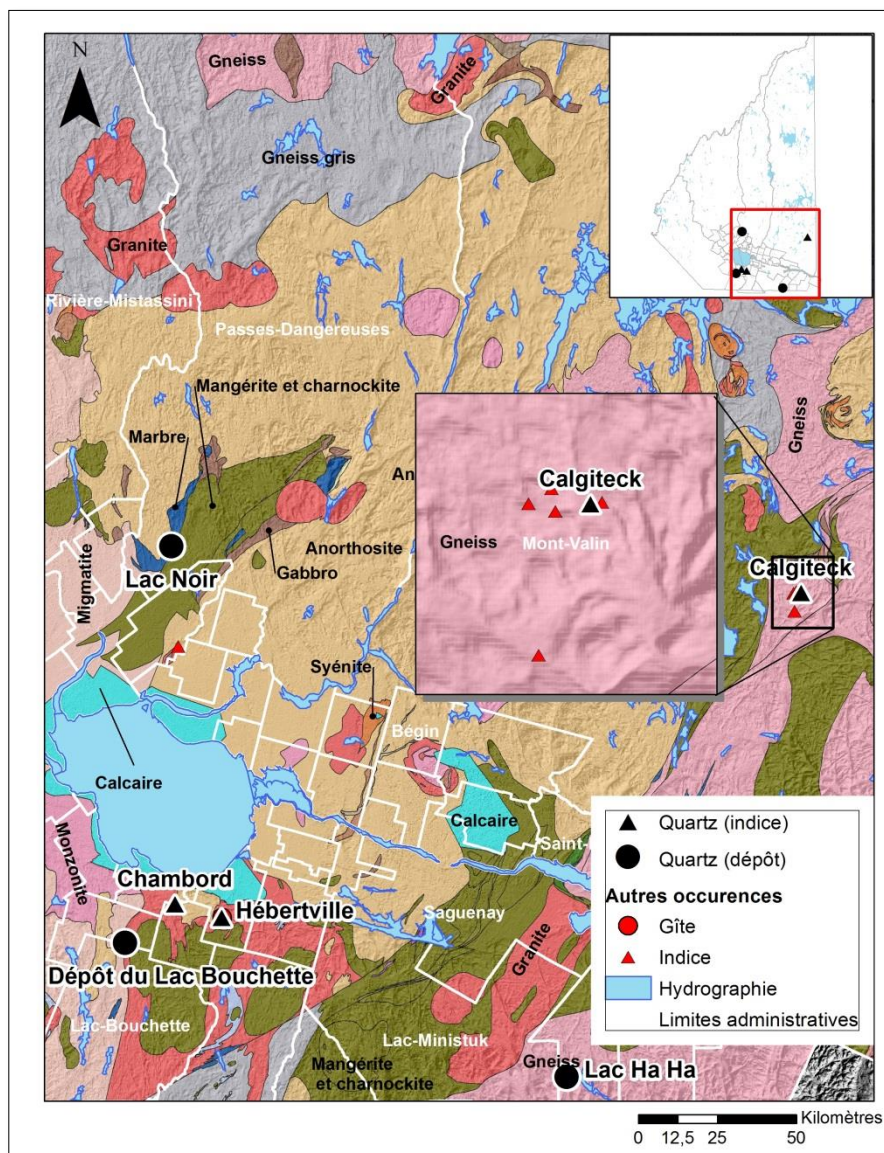 N
Gneiss
Granite
Gneiss gris
Granite
Rivière-Mistassini
Passes-Dangereuses
Mangérite et charnockite
Marbre
Gneiss
An
Calgiteck
Anorthosite
Gneiss
Mont-Valin
Migmatite
Lac Noir
Gabbro
Calgiteck
Syénite
Bégin
Calcaire
Calcaire
Saint-
Monzonite
Chambord
Hébertville
Saguenay
Granite
Dépôt du Lac Bouchette
Lac-Bouchette
Lac-Ministuk
Mangérite
et charnockite
Gneiss
Lac Ha Ha
Quartz (indice)
Quartz (dépôt)
Autres occurences
Gîte
Indice
Hydrographie
Limites administratives
Kilomètres
0 12,5 25 50